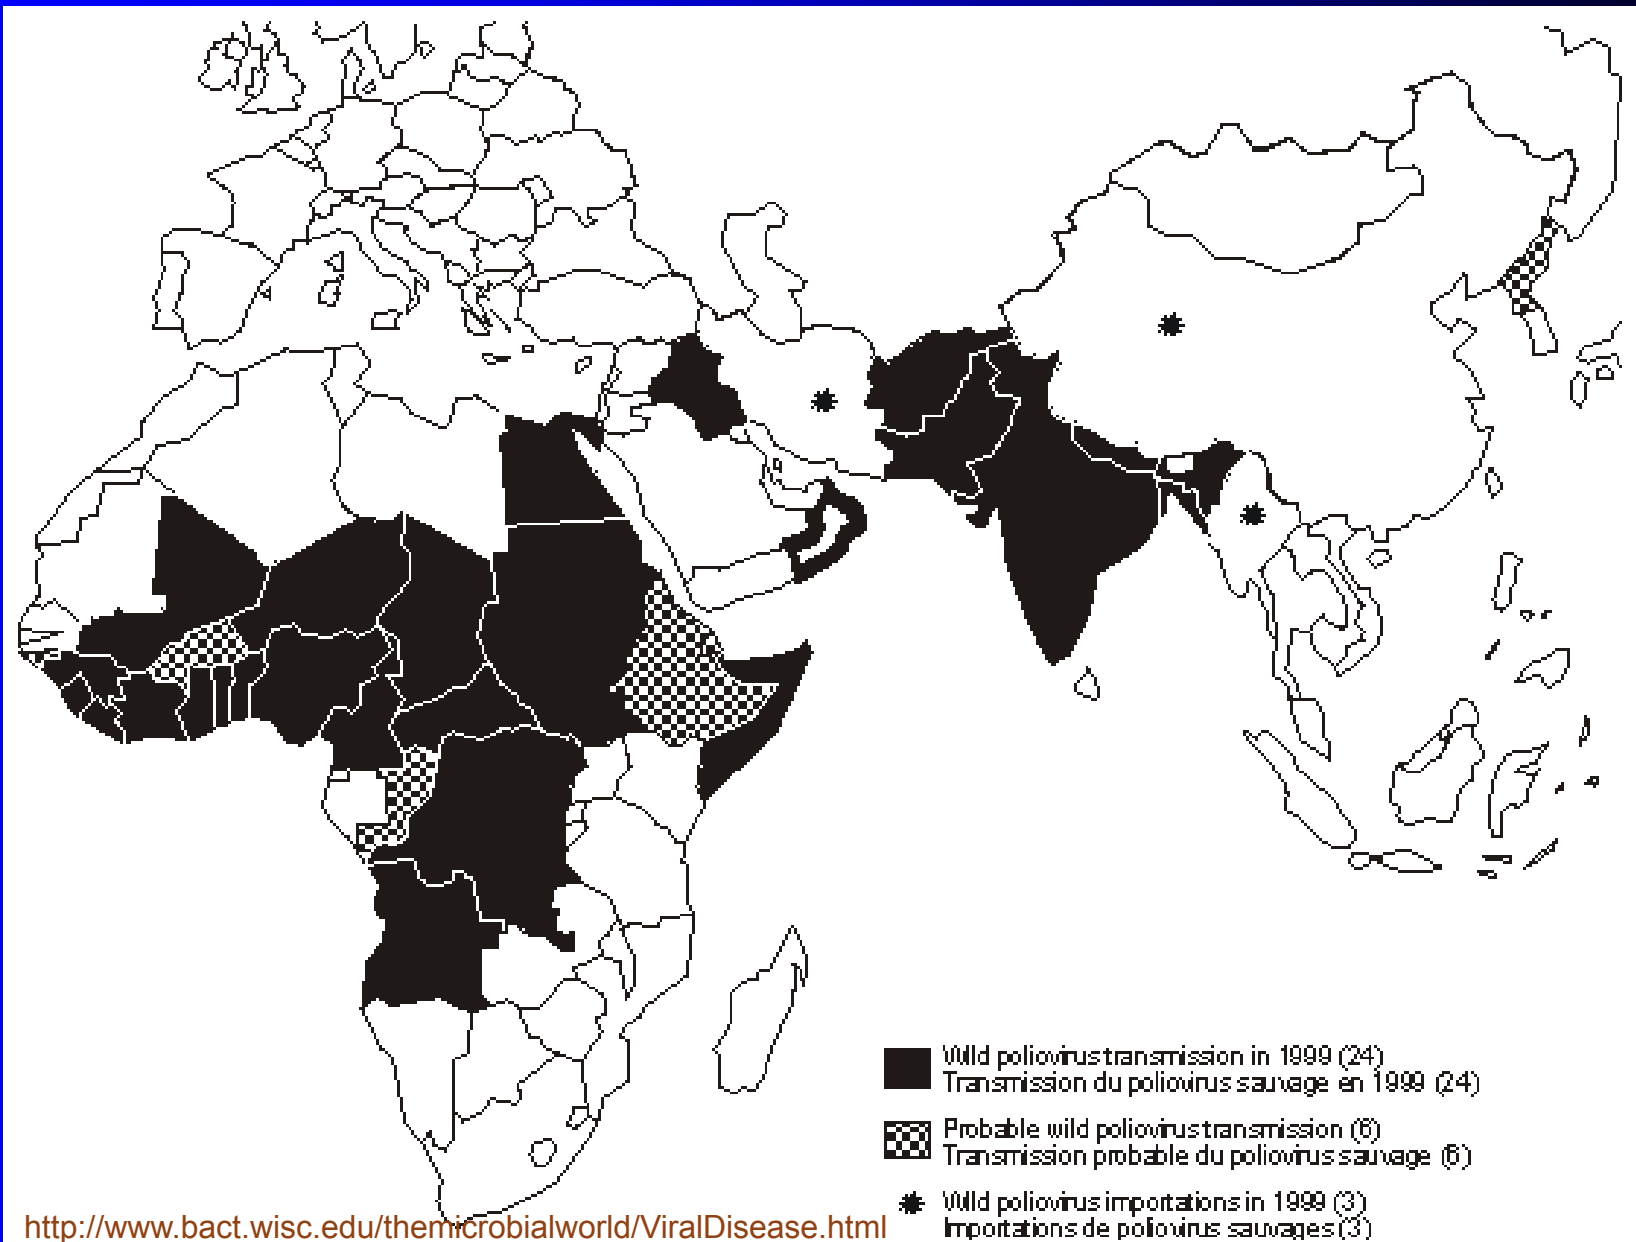 Wild poliovirus transmission in 1999 (24)
Transmission du poliovirus sauvage en 1999 (24)
Probable wild poliovirus transmission (6)
Transmission probable du poliovirus sauvage (6)
Wild poliovirus importations in 1999 (3)
Importations de poliovirus sauvages (3)
http://www.bact.wisc.edu/themicrobialworld/ViralDisease.html